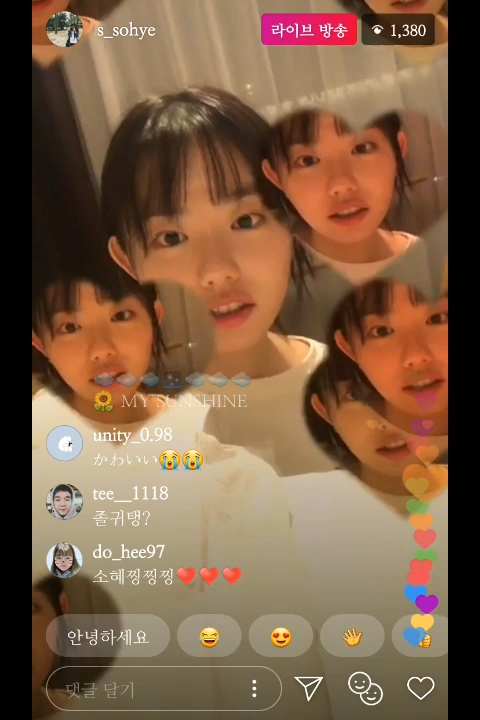 s_sohye
라이브 방송
1,380
MY SUNSHINE
unity_0.98
かわいい😭😭
tee__1118
졸귀탱?
do_hee97
소혜찡찡찡❤️❤️❤️
안녕하세요
댓글 달기